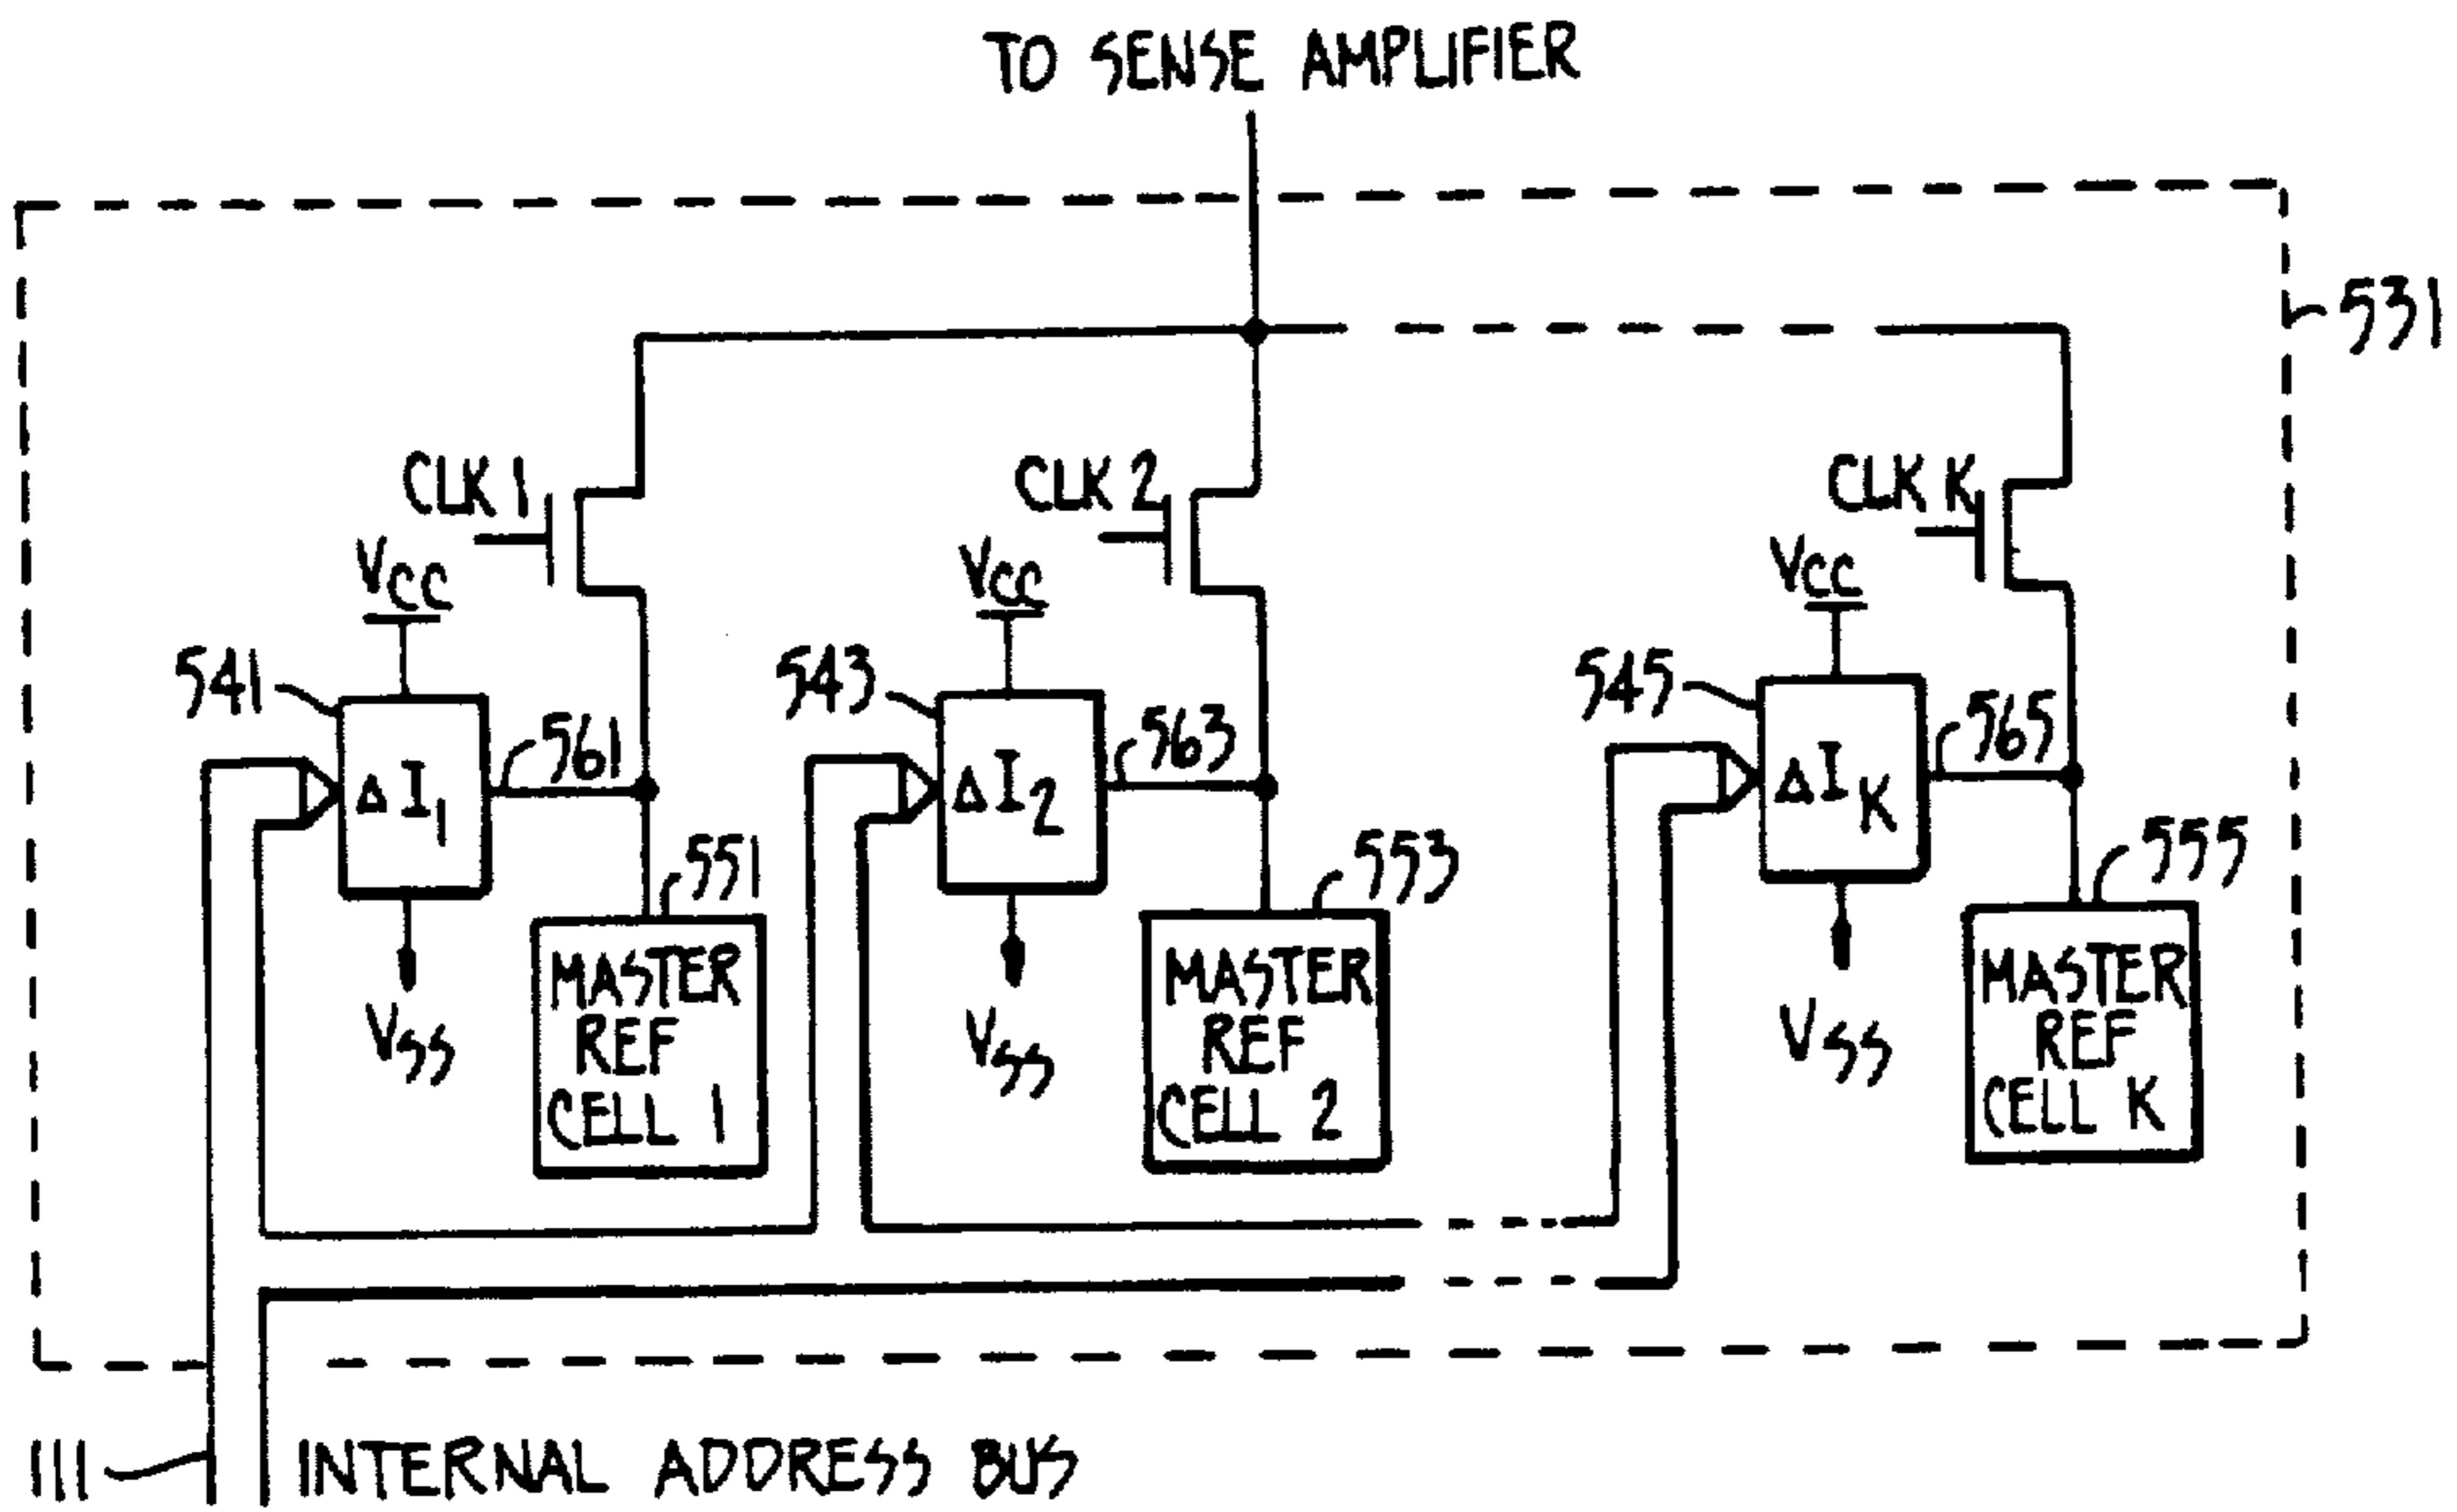 TO SENSE AMPLIFIER
531
CLK 1
CLK 2
CLK K
VCC
VCC
VCC
541
543
545
561
563
565
ΔI1
ΔI2
ΔIK
551
553
555
VSS
VSS
VSS
MASTER
REF
CELL 1
MASTER
REF
CELL 2
MASTER
REF
CELL K
111
INTERNAL ADDRESS BUS